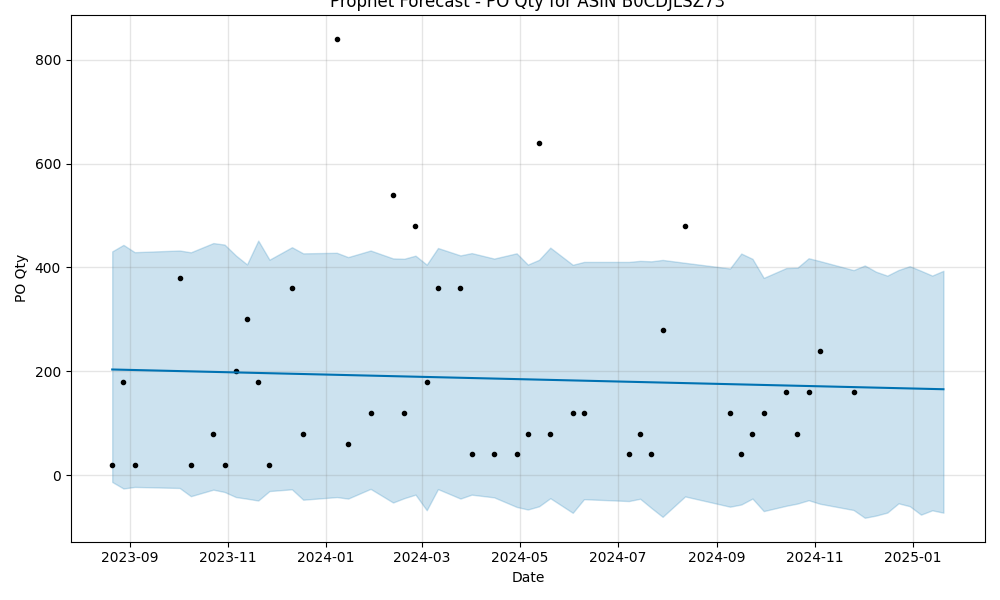 Prophet Forecast - PO Qty for ASIN B0CDJLSZ73
800
600
400
200
0
PO Qty
2023-09 2023-11 2024-01 2024-03 2024-05 2024-07 2024-09 2024-11 2025-01
Date